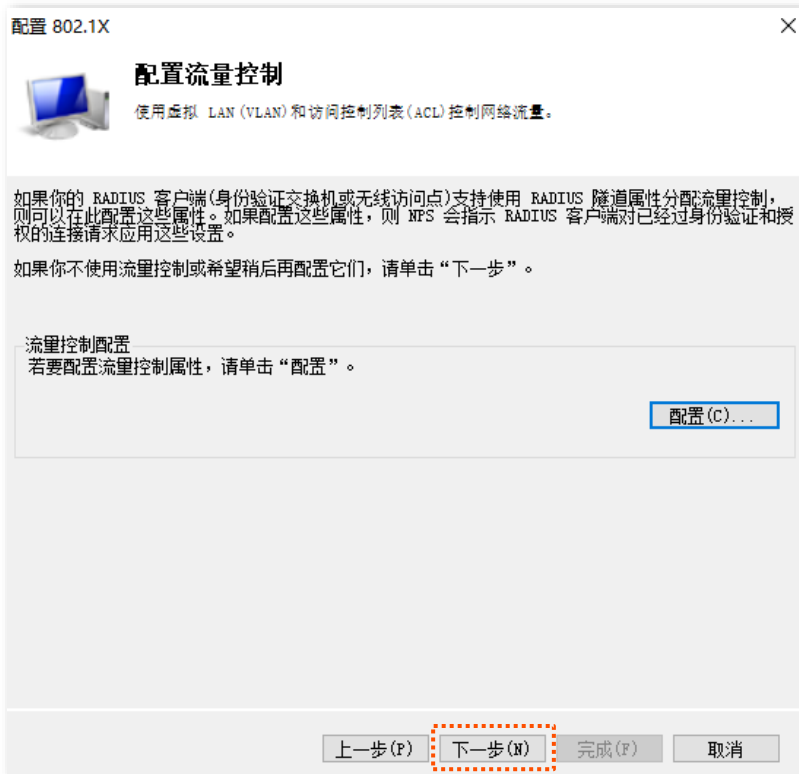 配置 802.1X
配置流量控制
使用虚拟 LAN (VLAN)和访问控制列表(ACL)控制网络流量。
如果你的 RADIUS 客户端(身份验证交换机或无线访问点)支持使用 RADIUS 隧道属性分配流量控制,
则可以在此配置这些属性。如果配置这些属性，则 NPS 会指示 RADIUS 客户端对已经过身份验证和授
权的连接请求应用这些设置。
如果你不使用流量控制或希望稍后再配置它们，请单击“下一步”。
流量控制配置
若要配置流量控制属性，请单击“配置”。
配置(C)...
上一步(P)
下一步(N)
完成(F)
取消